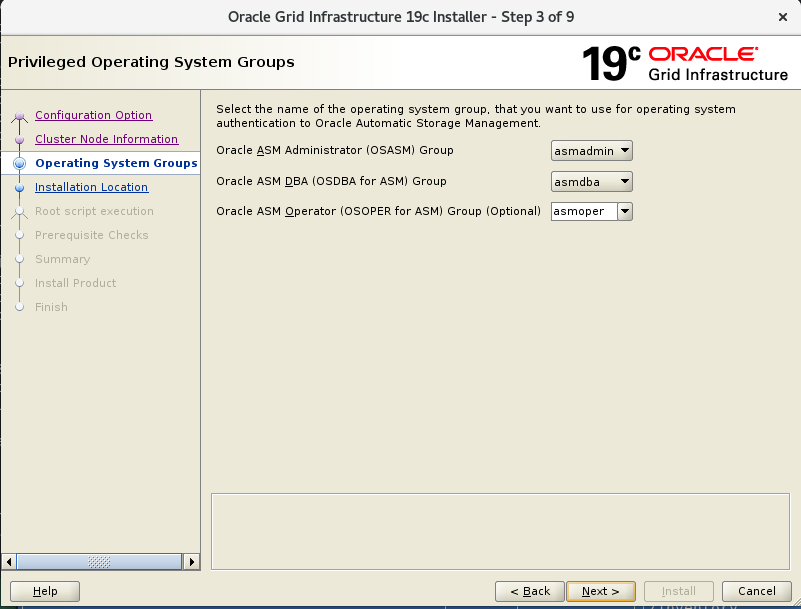 Oracle Grid Infrastructure 19c Installer - Step 3 of 9
Privileged Operating System Groups
19c ORACLE
Grid Infrastructure
Configuration Option
Cluster Node Information
Operating System Groups
Installation Location
Root script execution
Prerequisite Checks
Summary
Install Product
Finish
Select the name of the operating system group, that you want to use for operating system
authentication to Oracle Automatic Storage Management.
Oracle ASM Administrator (OSASM) Group asmadmin
Oracle ASM DBA (OSDBA for ASM) Group asmdba
Oracle ASM Operator (OSOPER for ASM) Group (Optional) asmoper
Help < Back Next > Install Cancel